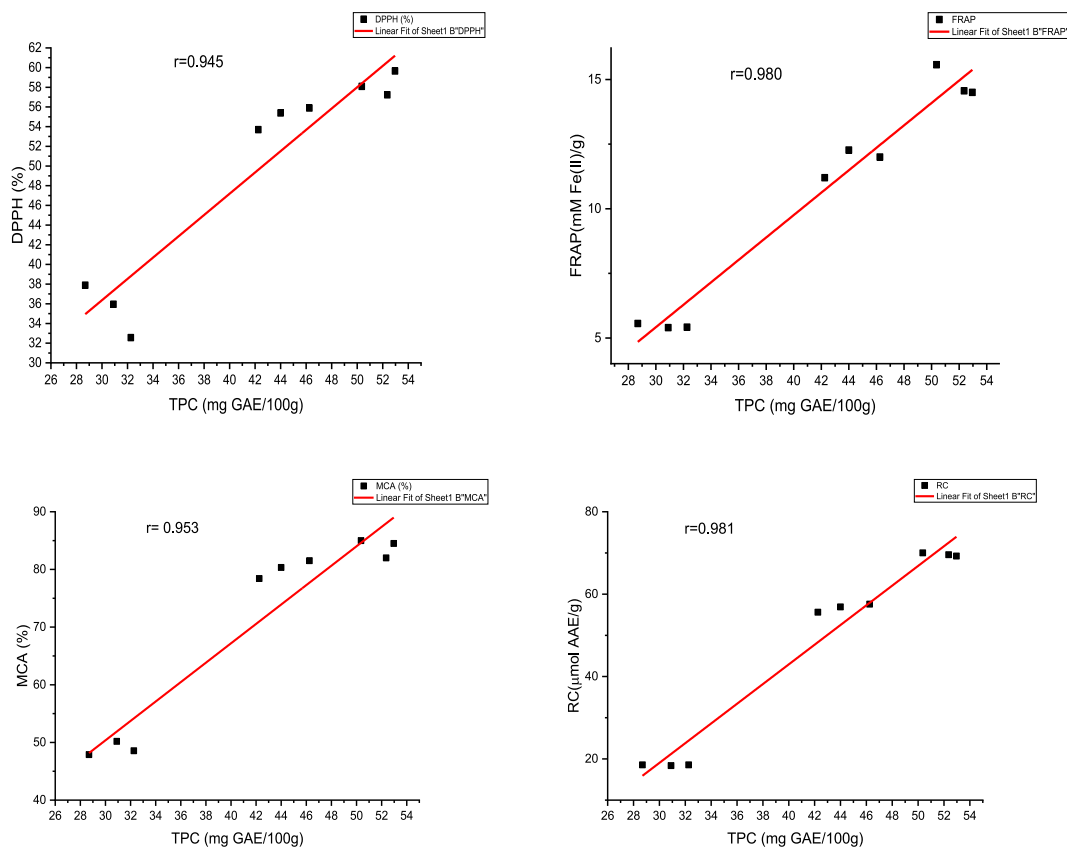 DPPH (%)
Linear Fit of Sheet1 B"DPPH"
r=0.945
62
60
58
56
54
52
50
48
46
44
42
40
38
36
34
32
30
DPPH (%)
26 28 30 32 34 36 38 40 42 44 46 48 50 52 54
TPC (mg GAE/100g)
FRAP
Linear Fit of Sheet1 B"FRAP"
r=0.980
15
10
5
FRAP(mM Fe(II)/g)
28 30 32 34 36 38 40 42 44 46 48 50 52 54
TPC (mg GAE/100g)
MCA (%)
Linear Fit of Sheet1 B"MCA"
r= 0.953
90
80
70
60
50
40
MCA (%)
26 28 30 32 34 36 38 40 42 44 46 48 50 52 54
TPC (mg GAE/100g)
RC
Linear Fit of Sheet1 B"RC"
r=0.981
80
60
40
20
RC(μmol AAE/g)
26 28 30 32 34 36 38 40 42 44 46 48 50 52 54
TPC (mg GAE/100g)